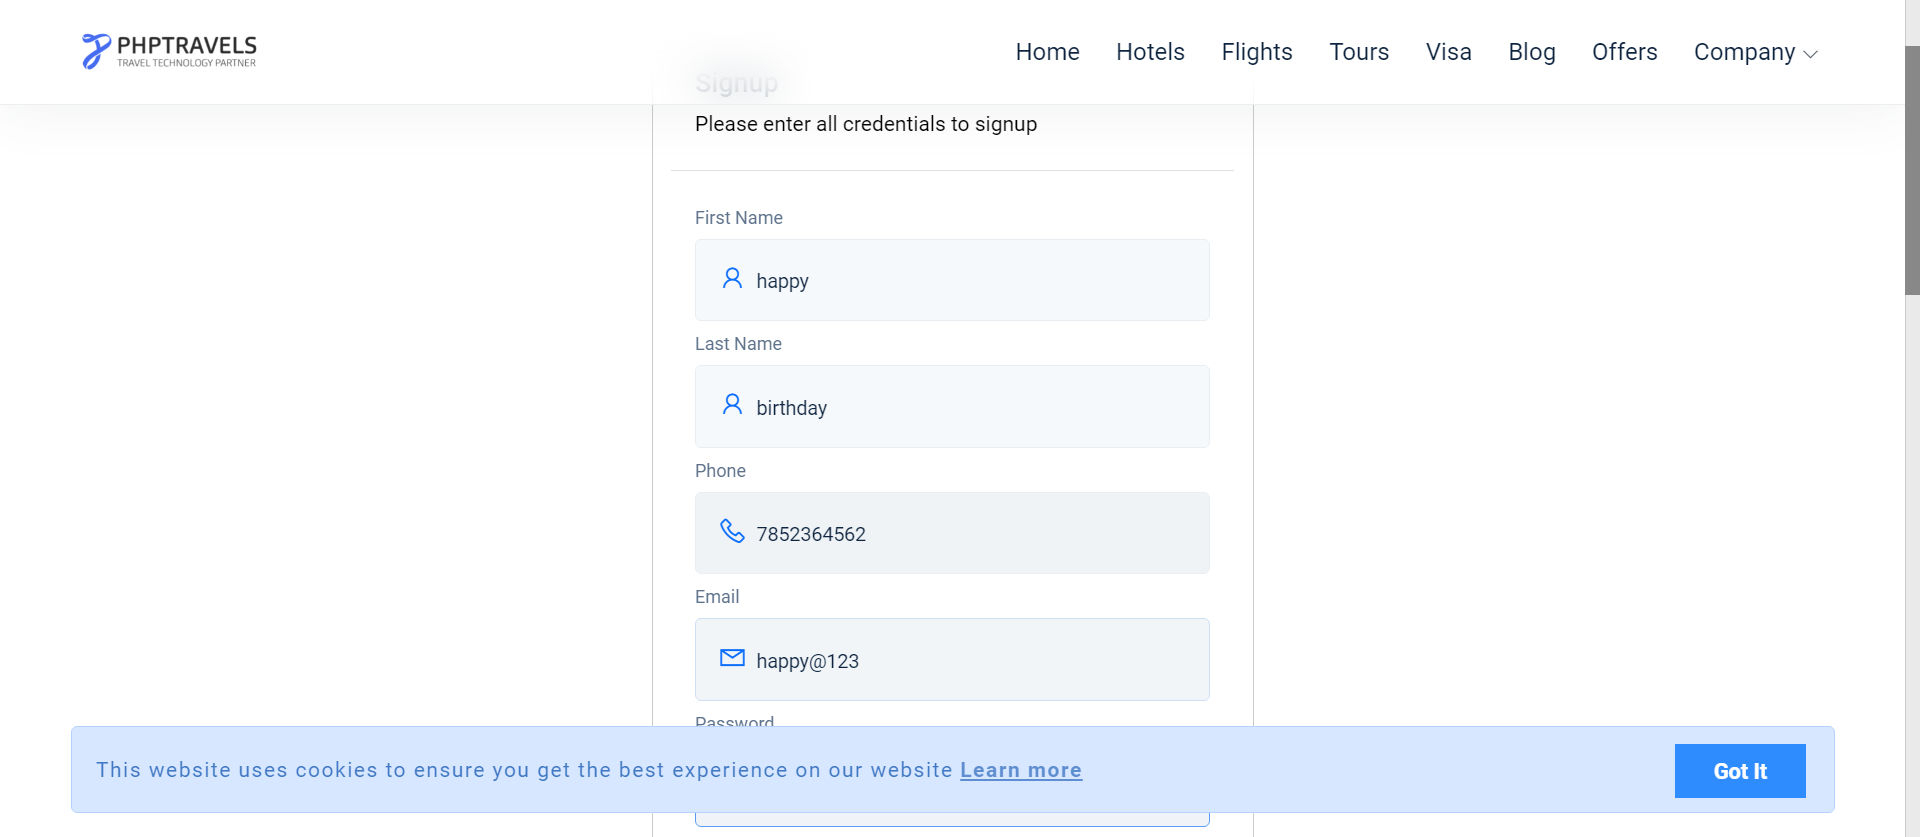 PHPTRAVELS
TRAVEL TECHNOLOGY PARTNER
Home Hotels Flights Tours Visa Blog Offers Company
Signup
Please enter all credentials to signup
First Name
happy
Last Name
birthday
Phone
7852364562
Email
happy@123
Password
This website uses cookies to ensure you get the best experience on our website Learn more
Got It